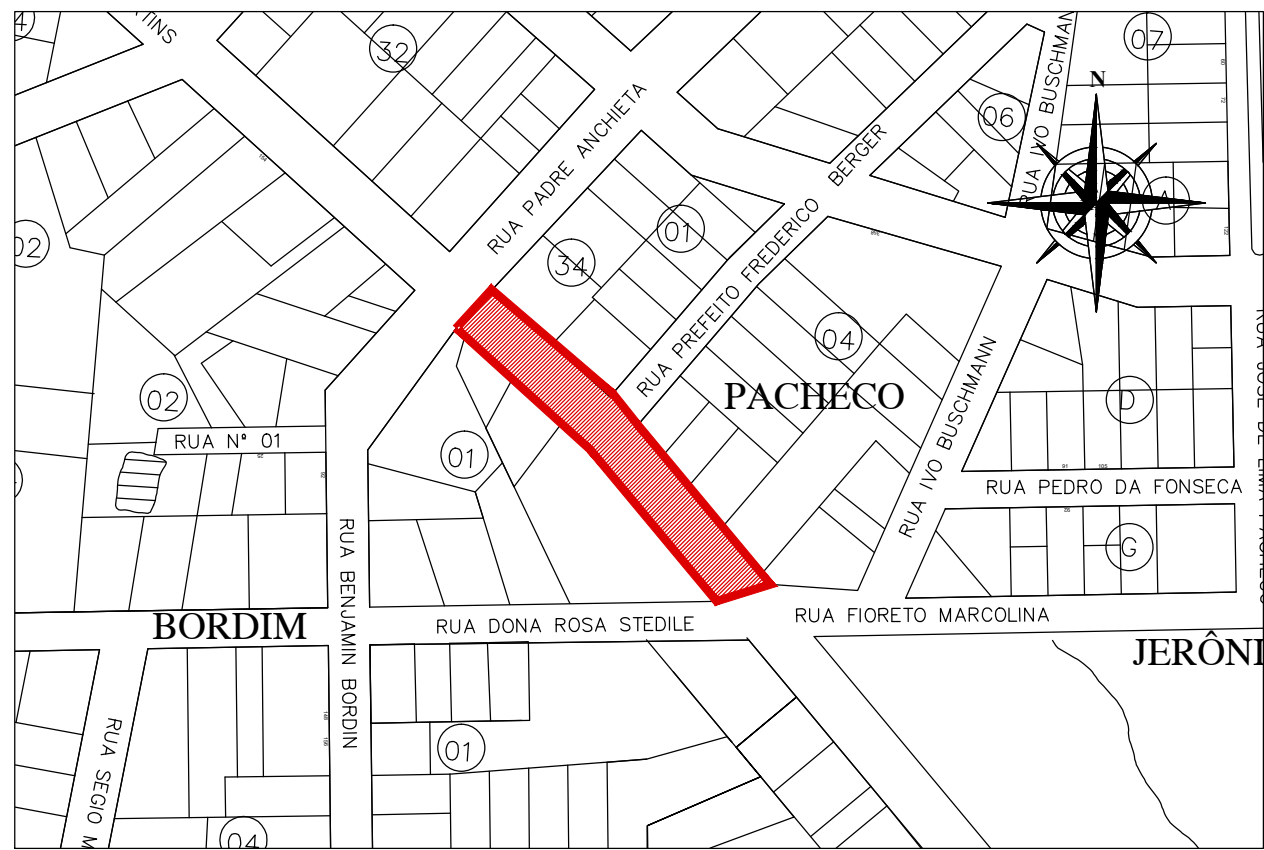 TINS
32
07
N
RUA IVO BUSCHMAN
06
RUA PADRE ANCHIETA
BERGER
A
02
01
34
RUA PREFEITO FREDERICO
04
RUA IVO BUSCHMANN
PACHECO
02
D
RUA Nº 01
01
RUA PEDRO DA FONSECA
G
RUA BENJAMIN BORDIN
BORDIM
RUA DONA ROSA STEDILE
RUA FIORETO MARCOLINA
JERÔNI
RUA SEGIO M
01
04